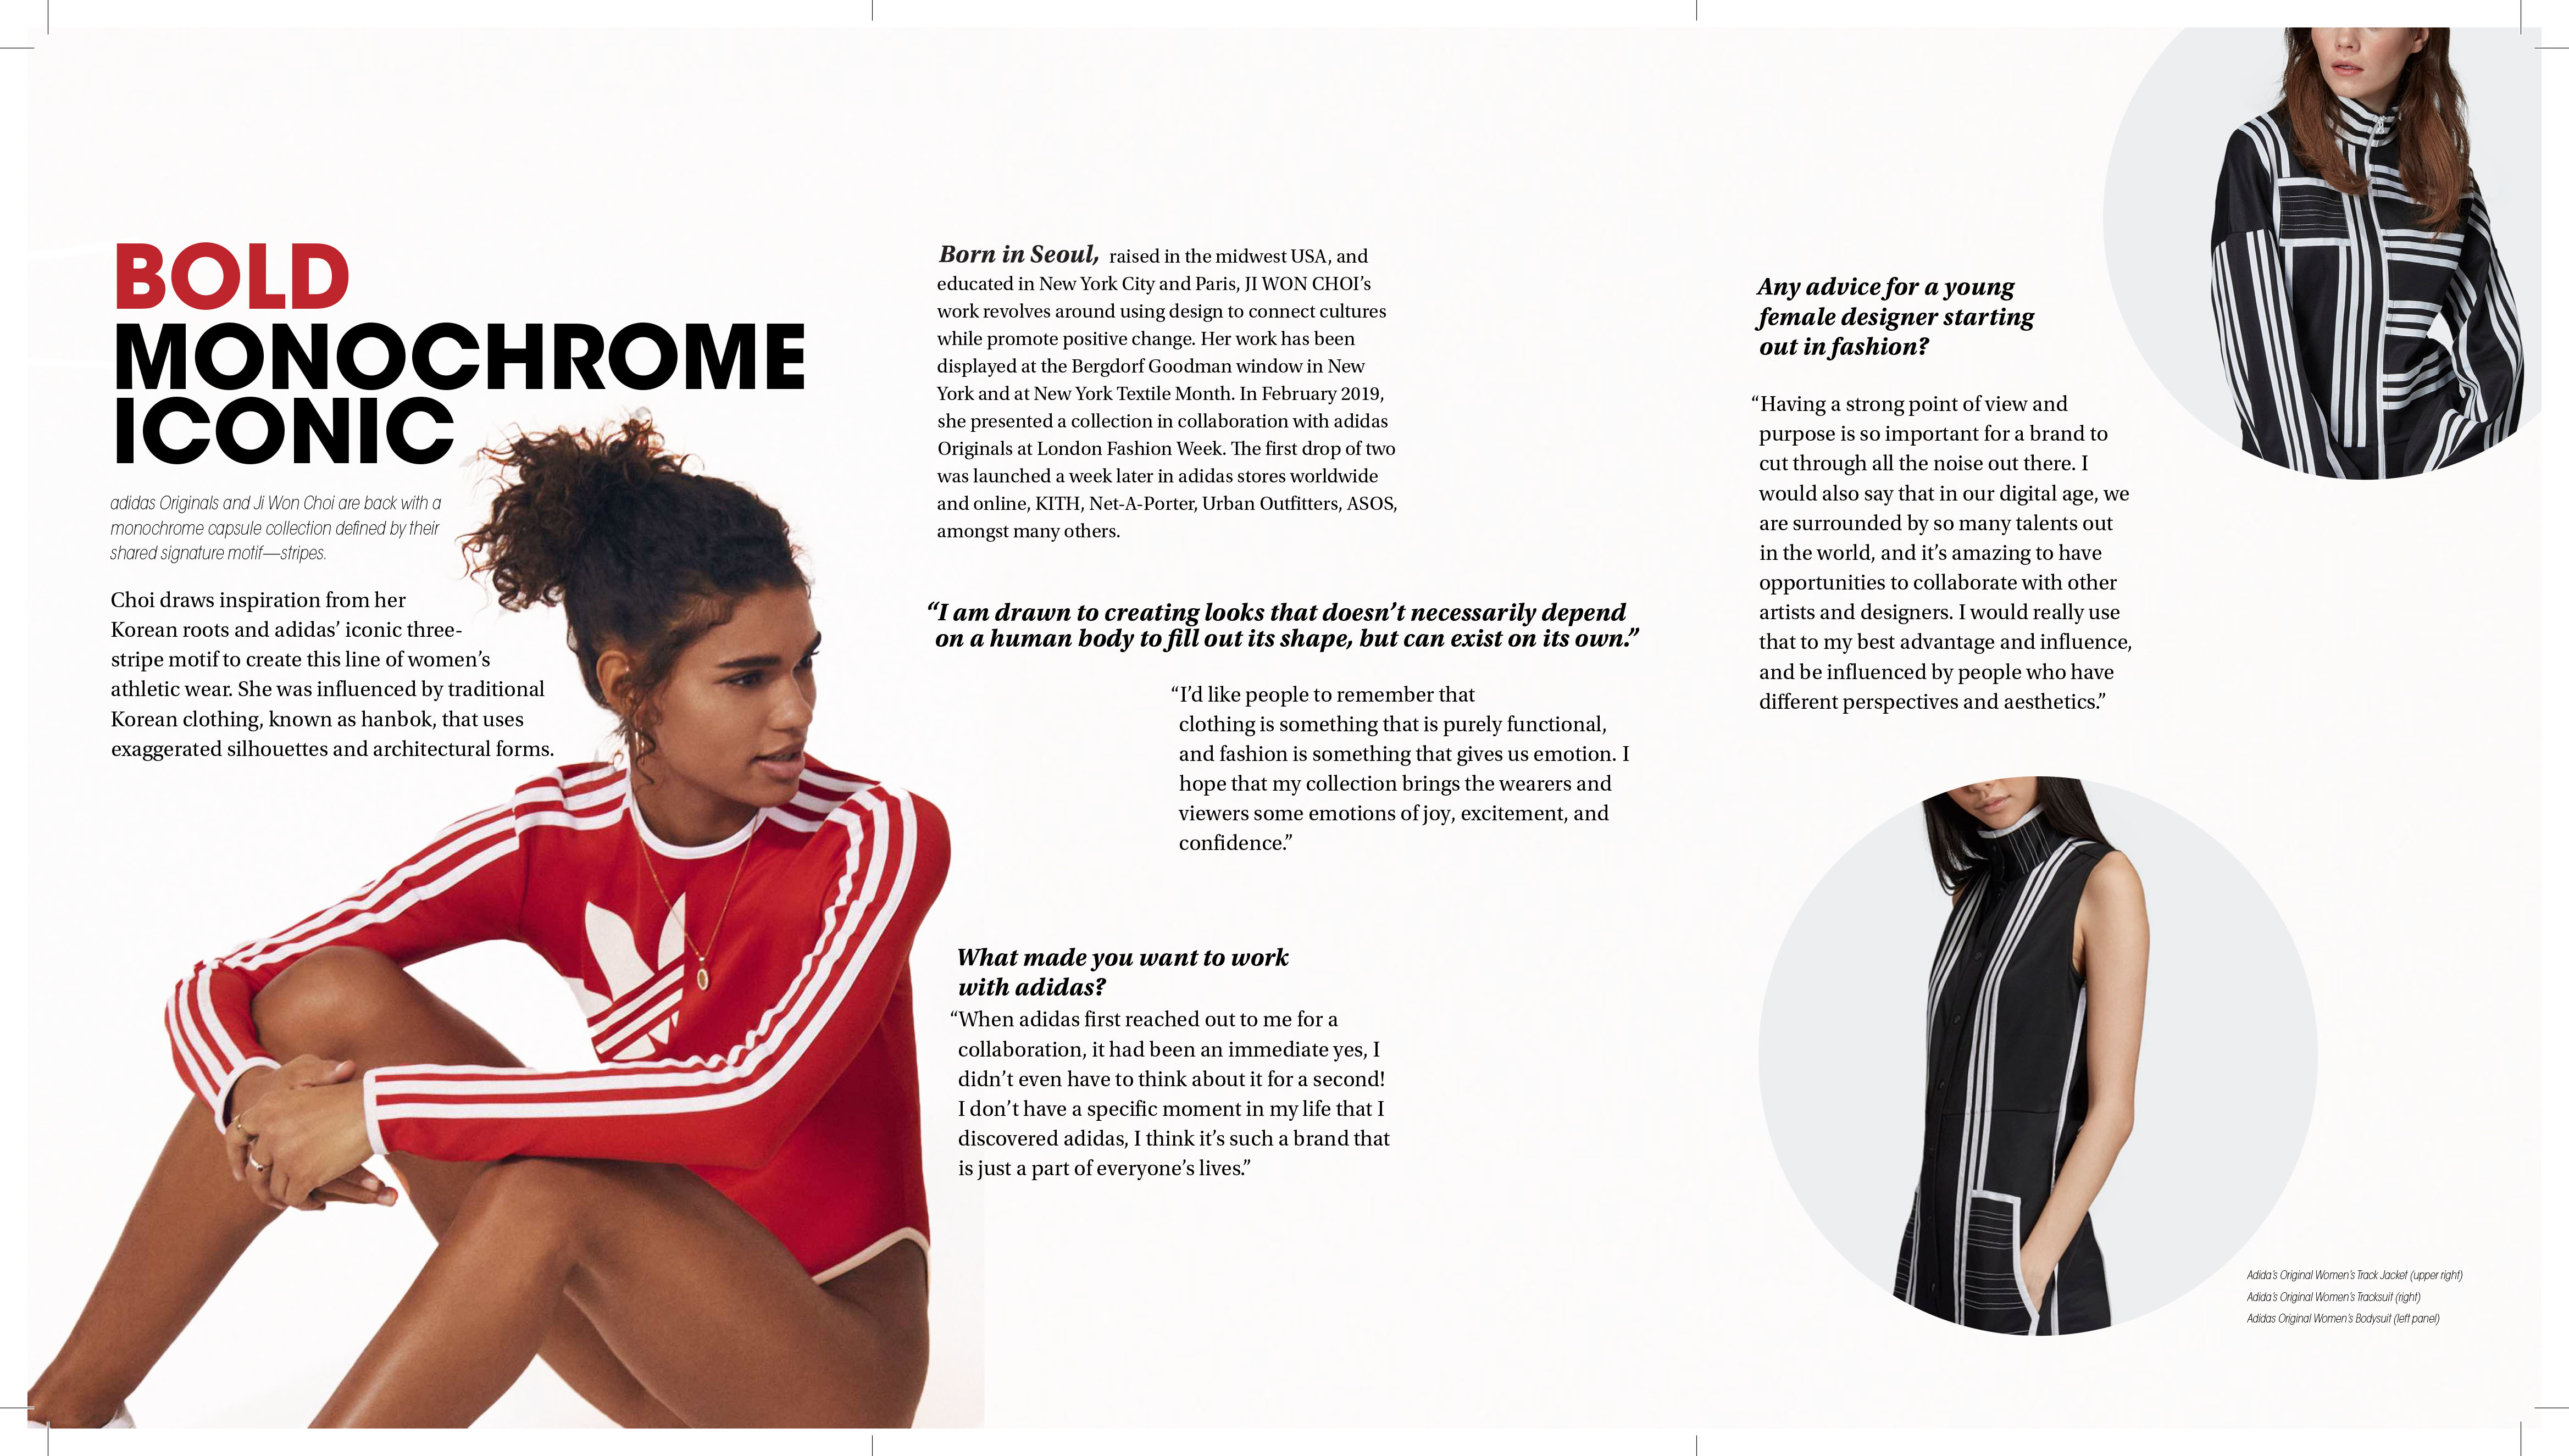 BOLD
MONOCHROME
ICONIC
adidas Originals and Ji Won Choi are back with a
monochrome capsule collection defined by their
shared signature motif—stripes.
Choi draws inspiration from her
Korean roots and adidas’ iconic three-
stripe motif to create this line of women’s
athletic wear. She was influenced by traditional
Korean clothing, known as hanbok, that uses
exaggerated silhouettes and architectural forms.
Born in Seoul, raised in the midwest USA, and
educated in New York City and Paris, JI WON CHOI’s
work revolves around using design to connect cultures
while promote positive change. Her work has been
displayed at the Bergdorf Goodman window in New
York and at New York Textile Month. In February 2019,
she presented a collection in collaboration with adidas
Originals at London Fashion Week. The first drop of two
was launched a week later in adidas stores worldwide
and online, KITH, Net-A-Porter, Urban Outfitters, ASOS,
amongst many others.
“I am drawn to creating looks that doesn’t necessarily depend
on a human body to fill out its shape, but can exist on its own.”
“I’d like people to remember that
clothing is something that is purely functional,
and fashion is something that gives us emotion. I
hope that my collection brings the wearers and
viewers some emotions of joy, excitement, and
confidence.”
What made you want to work
with adidas?
“When adidas first reached out to me for a
collaboration, it had been an immediate yes, I
didn’t even have to think about it for a second!
I don’t have a specific moment in my life that I
discovered adidas, I think it’s such a brand that
is just a part of everyone’s lives.”
Any advice for a young
female designer starting
out in fashion?
“Having a strong point of view and
purpose is so important for a brand to
cut through all the noise out there. I
would also say that in our digital age, we
are surrounded by so many talents out
in the world, and it’s amazing to have
opportunities to collaborate with other
artists and designers. I would really use
that to my best advantage and influence,
and be influenced by people who have
different perspectives and aesthetics.”
Adida’s Original Women’s Track Jacket (upper right)
Adida’s Original Women’s Tracksuit (right)
Adidas Original Women’s Bodysuit (left panel)